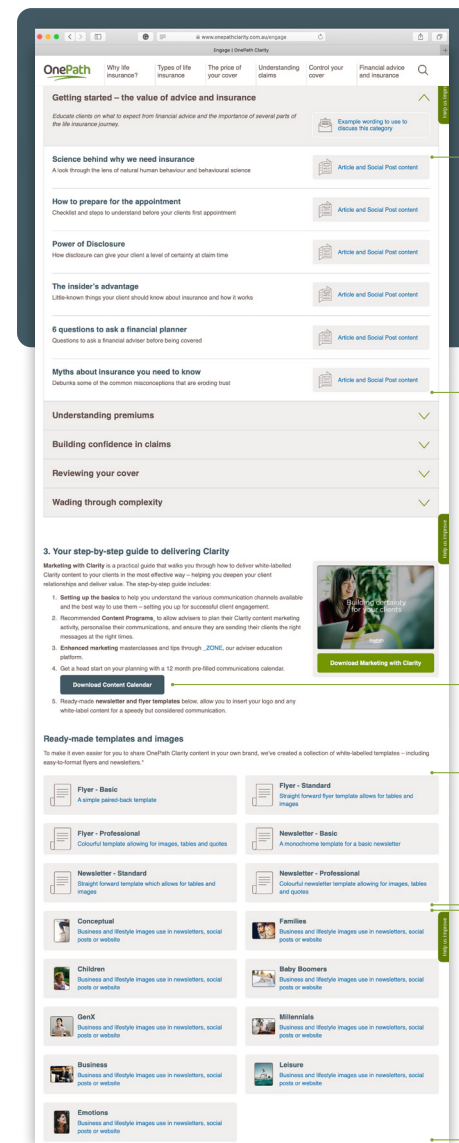 www.onepathclarity.com.au/engage
Engage | OnePath Clarity
OnePath
Why life insurance?
Types of life insurance
The price of your cover
Understanding claims
Control your cover
Financial advice and insurance
Getting started – the value of advice and insurance
Educate clients on what to expect from financial advice and the importance of several parts of
the life insurance journey.
Example wording to use to
discuss this category
Help us improve
Science behind why we need insurance
A look through the lens of natural human behaviour and behavioural science
Article and Social Post content
How to prepare for the appointment
Checklist and steps to understand before your clients first appointment
Article and Social Post content
Power of Disclosure
How disclosure can give your client a level of certainty at claim time
Article and Social Post content
The insider's advantage
Little-known things your client should know about insurance and how it works
Article and Social Post content
6 questions to ask a financial planner
Questions to ask a financial adviser before being covered
Article and Social Post content
Myths about insurance you need to know
Debunks some of the common misconceptions that are eroding trust
Article and Social Post content
Understanding premiums
Building confidence in claims
Reviewing your cover
Wading through complexity
Help us improve
3. Your step-by-step guide to delivering Clarity
Marketing with Clarity is a practical guide that walks you through how to deliver white-labelled
Clarity content to your clients in the most effective way – helping you deepen your client
relationships and deliver value. The step-by-step guide includes:
1. Setting up the basics to help you understand the various communication channels available
and the best way to use them – setting you up for successful client engagement.
2. Recommended Content Programs, to allow advisers to plan their Clarity content marketing
activity, personalise their communications, and ensure they are sending their clients the right
messages at the right times.
3. Enhanced marketing masterclasses and tips through _ZONE, our adviser education
platform.
4. Get a head start on your planning with a 12 month pre-filled communications calendar.
Download Content Calendar
5. Ready-made newsletter and flyer templates below, allow you to insert your logo and any
white-label content for a speedy but considered communication.
Building certainty
for your clients
Download Marketing with Clarity
Ready-made templates and images
To make it even easier for you to share OnePath Clarity content in your own brand, we've created a collection of white-labelled templates – including
easy-to-format flyers and newsletters.*
Flyer - Basic
A simple paired-back template
Flyer - Standard
Straight forward flyer template allows for tables and
images
Flyer - Professional
Colourful template allowing for images, tables and quotes
Newsletter - Basic
A monochrome template for a basic newsletter
Newsletter - Standard
Straight forward template which allows for tables and
images
Newsletter - Professional
Colourful newsletter template allowing for images, tables
and quotes
Help us improve
Conceptual
Business and lifestyle images use in newsletters, social
posts or website
Families
Business and lifestyle images use in newsletters, social
posts or website
Children
Business and lifestyle images use in newsletters, social
posts or website
Baby Boomers
Business and lifestyle images use in newsletters, social
posts or website
GenX
Business and lifestyle images use in newsletters, social
posts or website
Millennials
Business and lifestyle images use in newsletters, social
posts or website
Business
Business and lifestyle images use in newsletters, social
posts or website
Leisure
Business and lifestyle images use in newsletters, social
posts or website
Emotions
Business and lifestyle images use in newsletters, social
posts or website